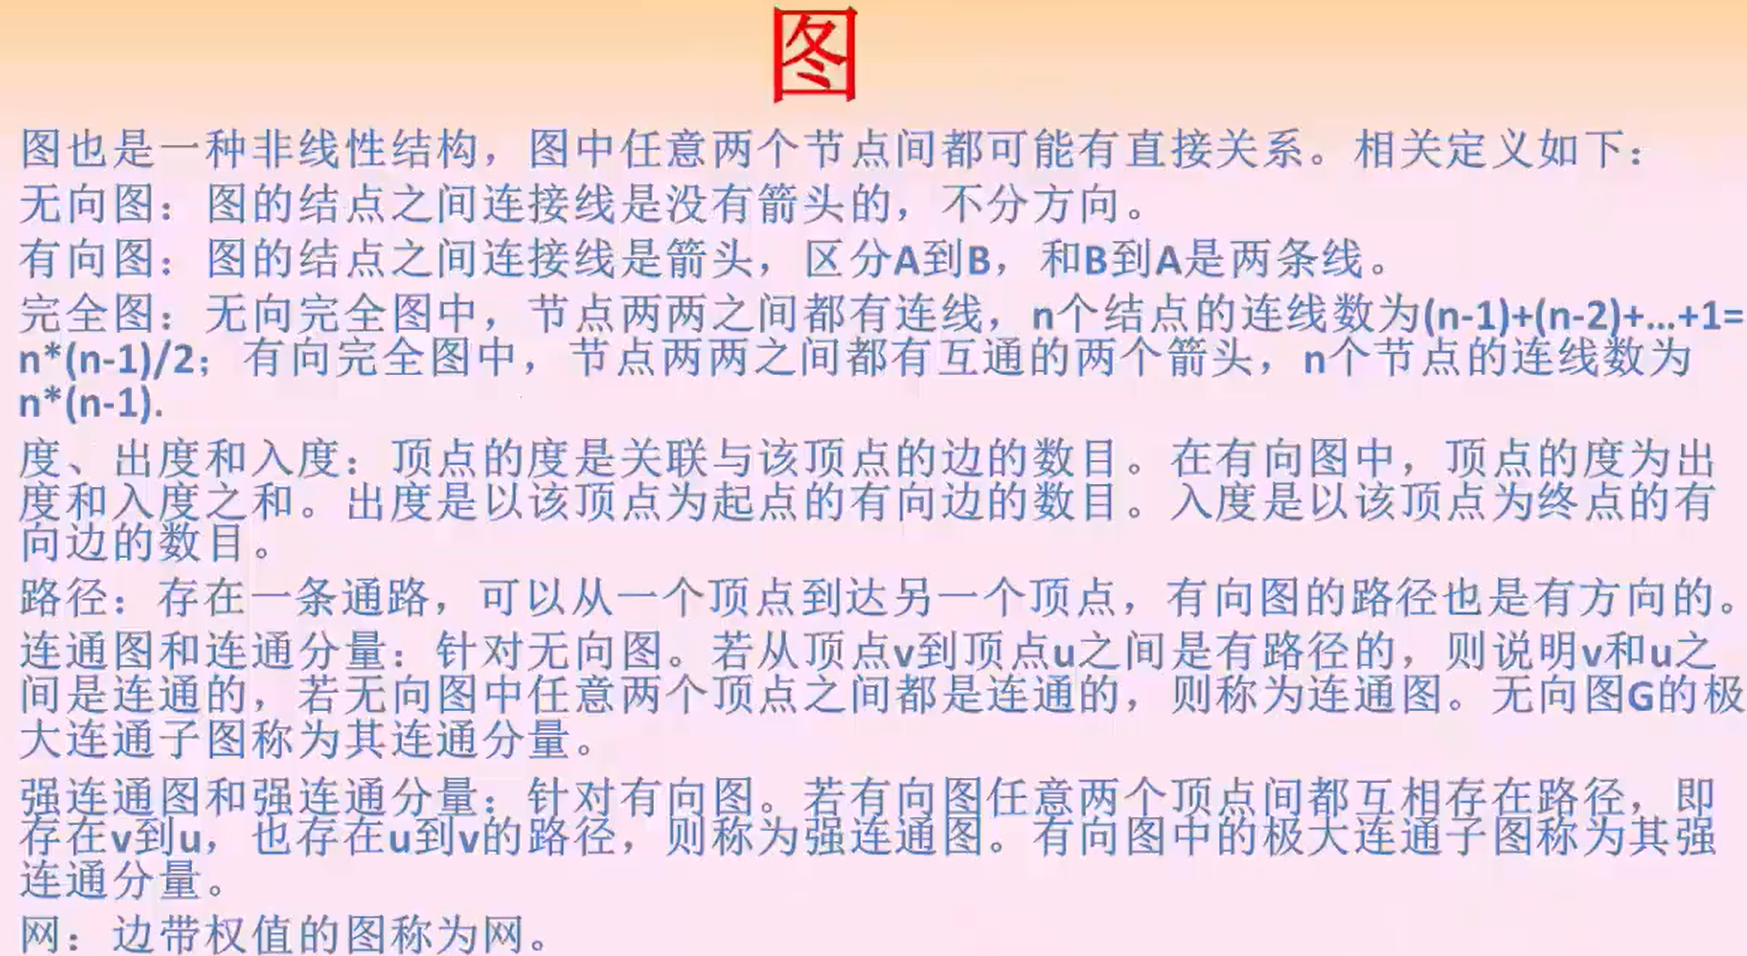 图
图也是一种非线性结构，图中任意两个节点间都可能有直接关系。相关定义如下：
无向图：图的结点之间连接线是没有箭头的，不分方向。
有向图：图的结点之间连接线是箭头，区分A到B，和B到A是两条线。
完全图：无向完全图中，节点两两之间都有连线，n个结点的连线数为(n-1)+(n-2)+...+1=
n*(n-1)/2；有向完全图中，节点两两之间都有互通的两个箭头，n个节点的连线数为
n*(n-1).
度、出度和入度：顶点的度是关联与该顶点的边的数目。在有向图中，顶点的度为出
度和入度之和。出度是以该顶点为起点的有向边的数目。入度是以该顶点为终点的有
向边的数目。
路径：存在一条通路，可以从一个顶点到达另一个顶点，有向图的路径也是有方向的。
连通图和连通分量：针对无向图。若从顶点v到顶点u之间是有路径的，则说明v和u之
间是连通的，若无向图中任意两个顶点之间都是连通的，则称为连通图。无向图G的极
大连通子图称为其连通分量。
强连通图和强连通分量：针对有向图。若有向图任意两个顶点间都互相存在路径，即
存在v到u，也存在u到v的路径，则称为强连通图。有向图中的极大连通子图称为其强
连通分量。
网：边带权值的图称为网。